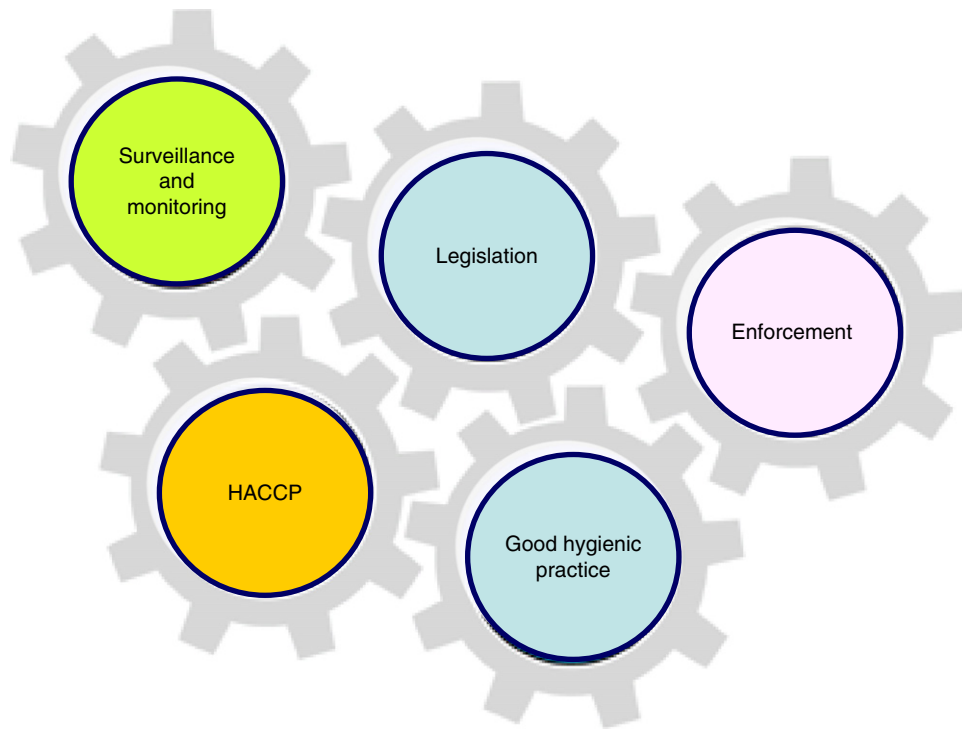 Surveillance
and
monitoring
Legislation
Enforcement
HACCP
Good hygienic
practice